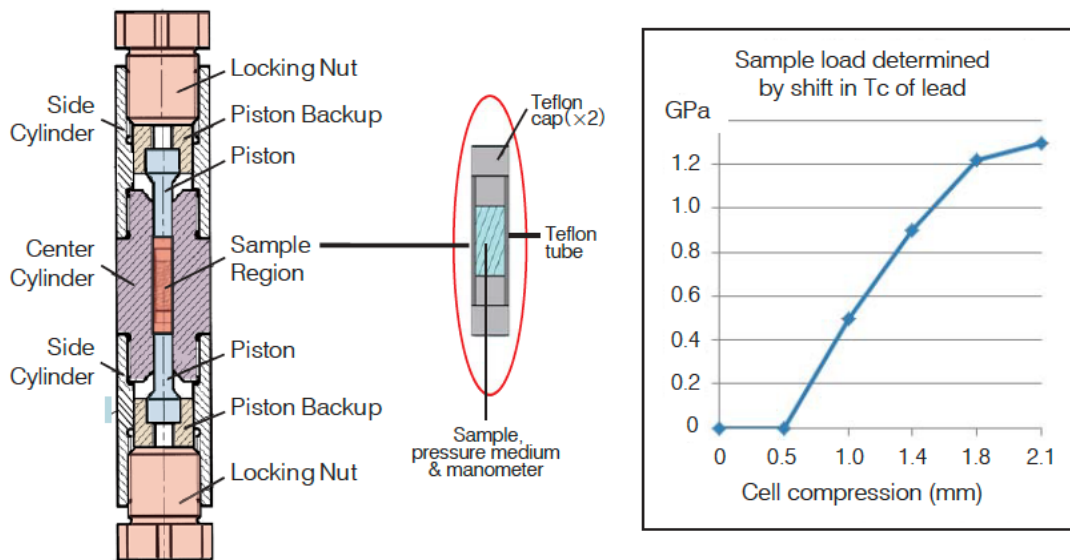 Locking Nut
Side
Cylinder
Piston Backup
Piston
Center
Cylinder
Sample
Region
Side
Cylinder
Piston
Piston Backup
Locking Nut
Teflon
cap(×2)
Teflon
tube
Sample,
pressure medium
& manometer
Sample load determined
by shift in Tc of lead
GPa
1.2
1.0
0.8
0.6
0.4
0.2
0
0 0.5 1.0 1.4 1.8 2.1
Cell compression (mm)